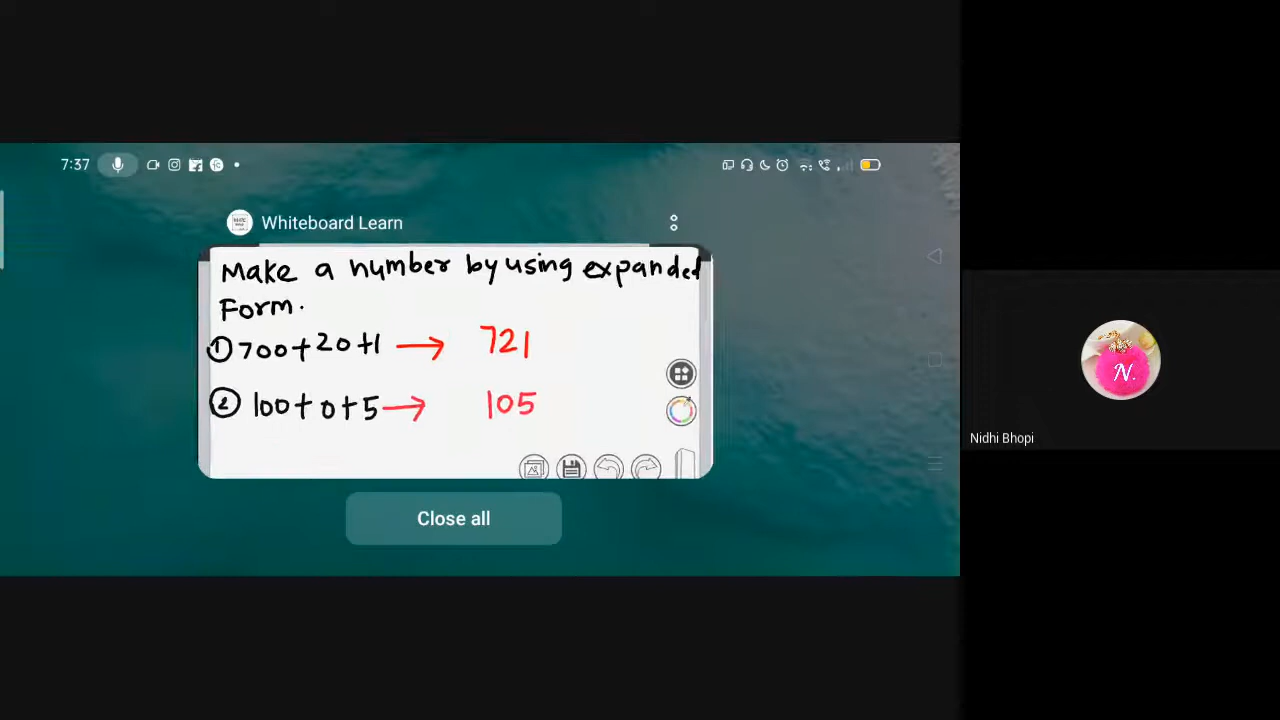 7:37
Whiteboard Learn
Make a number by using expanded
Form.
① 700+20+1 → 721
② 100+0+5 → 105
Close all
N.
Nidhi Bhopi